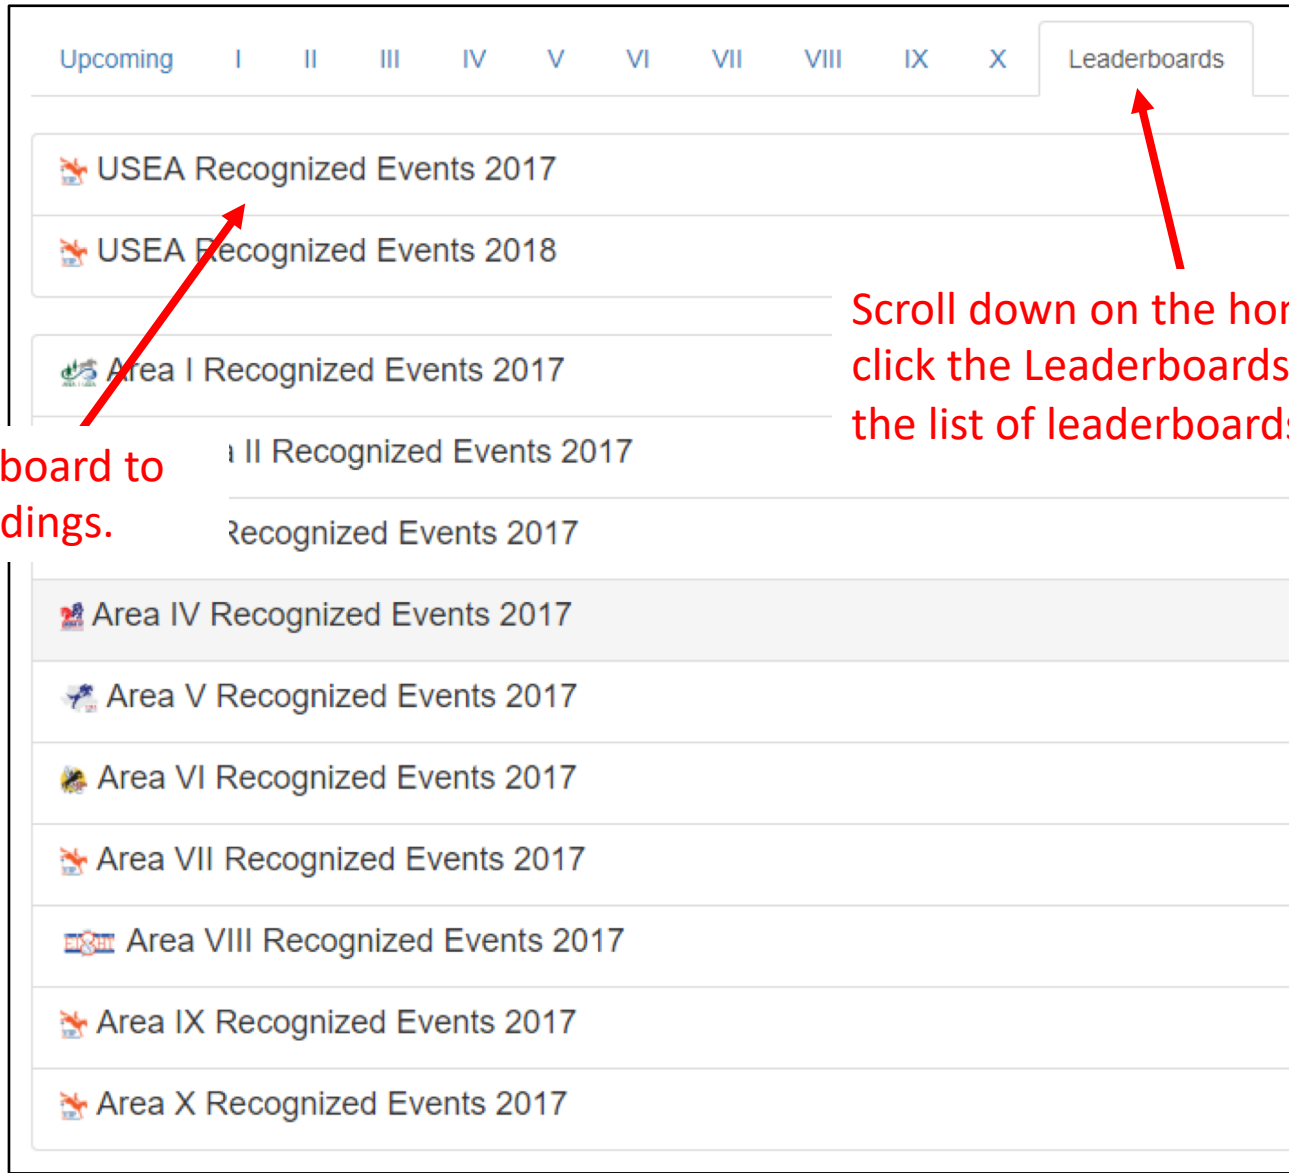 Upcoming I II III IV V VI VII VIII IX X Leaderboards
USEA Recognized Events 2017
USEA Recognized Events 2018
Scroll down on the
click the Leaderboards
the list of leaderboards
Area I Recognized Events 2017
II Recognized Events 2017
board to
dings.
Recognized Events 2017
Area IV Recognized Events 2017
Area V Recognized Events 2017
Area VI Recognized Events 2017
Area VII Recognized Events 2017
EIGHT Area VIII Recognized Events 2017
Area IX Recognized Events 2017
Area X Recognized Events 2017